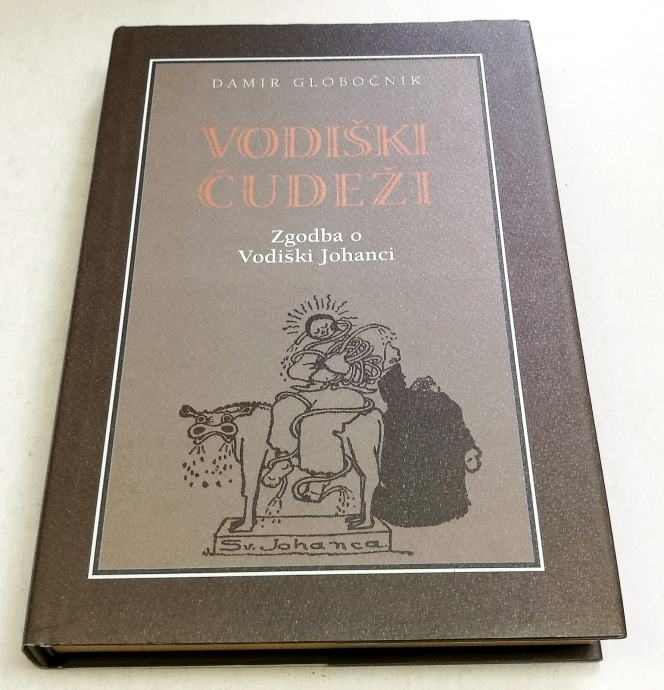 DAMIR GLOBOČNIK
VODIŠKI
ČUDEŽI
Zgodba o
Vodiški Johanci
Sv. Johanca